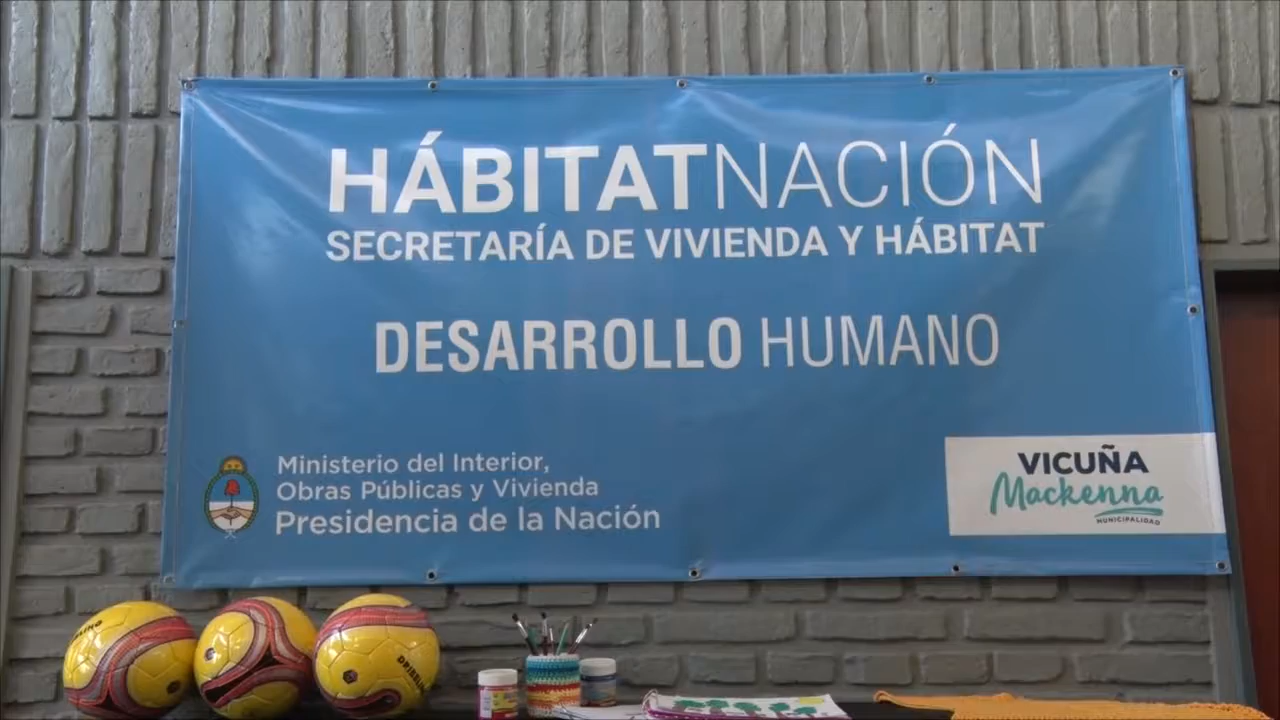 HÁBITATNACIÓN
SECRETARÍA DE VIVIENDA Y HÁBITAT
DESARROLLO HUMANO
Ministerio del Interior,
Obras Públicas y Vivienda
Presidencia de la Nación
VICUÑA
Mackenna
MUNICIPALIDAD